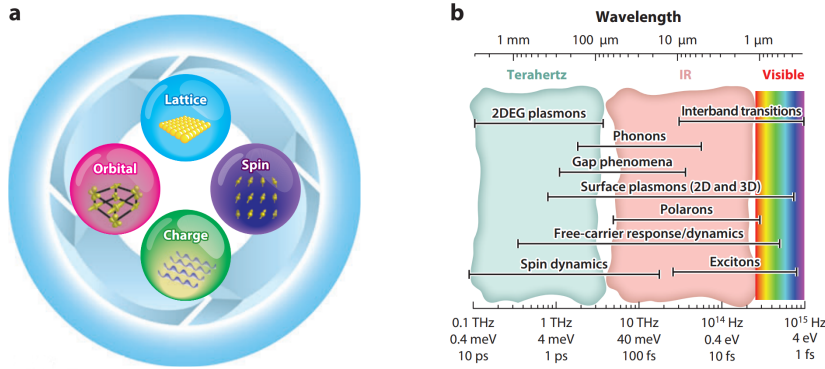 a
Lattice
Orbital
Spin
Charge
b
Wavelength
1 mm 100 μm 10 μm 1 μm
Terahertz IR Visible
2DEG plasmons Interband transitions
Phonons
Gap phenomena
Surface plasmons (2D and 3D)
Polarons
Free-carrier response/dynamics
Spin dynamics Excitons
0.1 THz 1 THz 10 THz 10¹⁴ Hz 10¹⁵ Hz
0.4 meV 4 meV 40 meV 0.4 eV 4 eV
10 ps 1 ps 100 fs 10 fs 1 fs